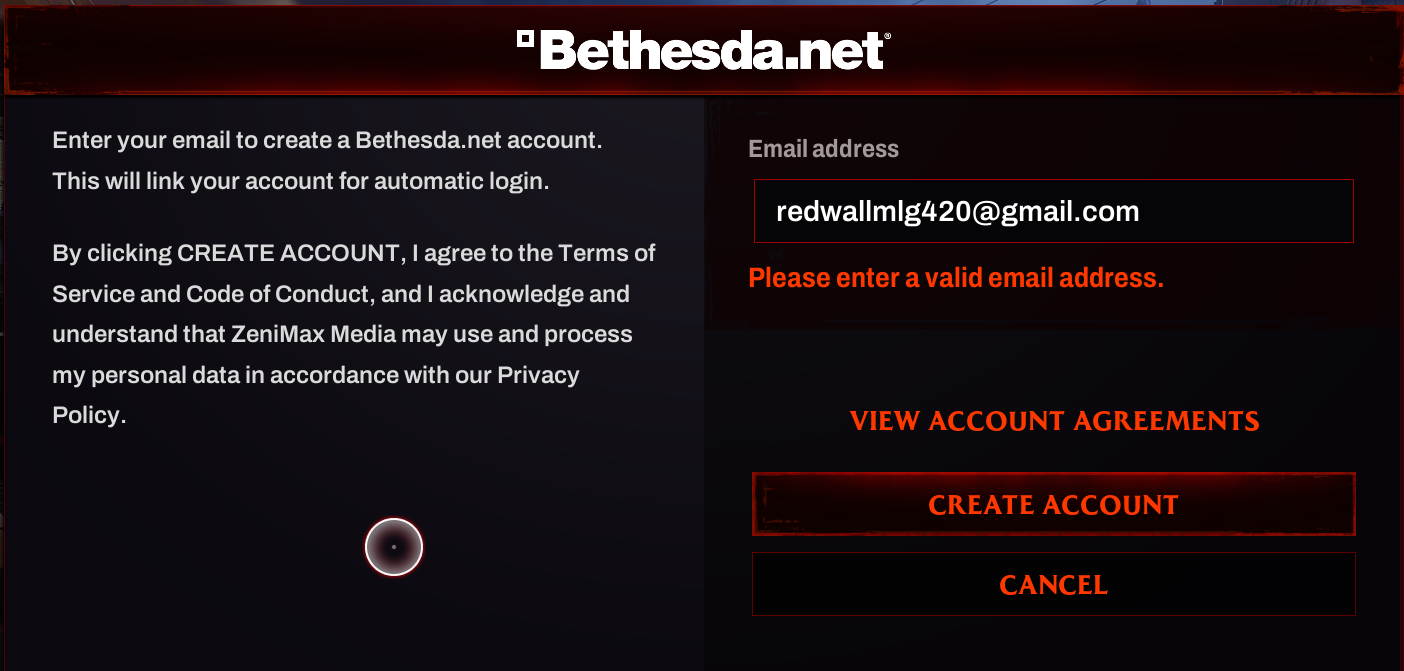 Bethesda.net®
Enter your email to create a Bethesda.net account.
This will link your account for automatic login.
By clicking CREATE ACCOUNT, I agree to the Terms of
Service and Code of Conduct, and I acknowledge and
understand that ZeniMax Media may use and process
my personal data in accordance with our Privacy
Policy.
Email address
redwallmlg420@gmail.com
Please enter a valid email address.
VIEW ACCOUNT AGREEMENTS
CREATE ACCOUNT
CANCEL